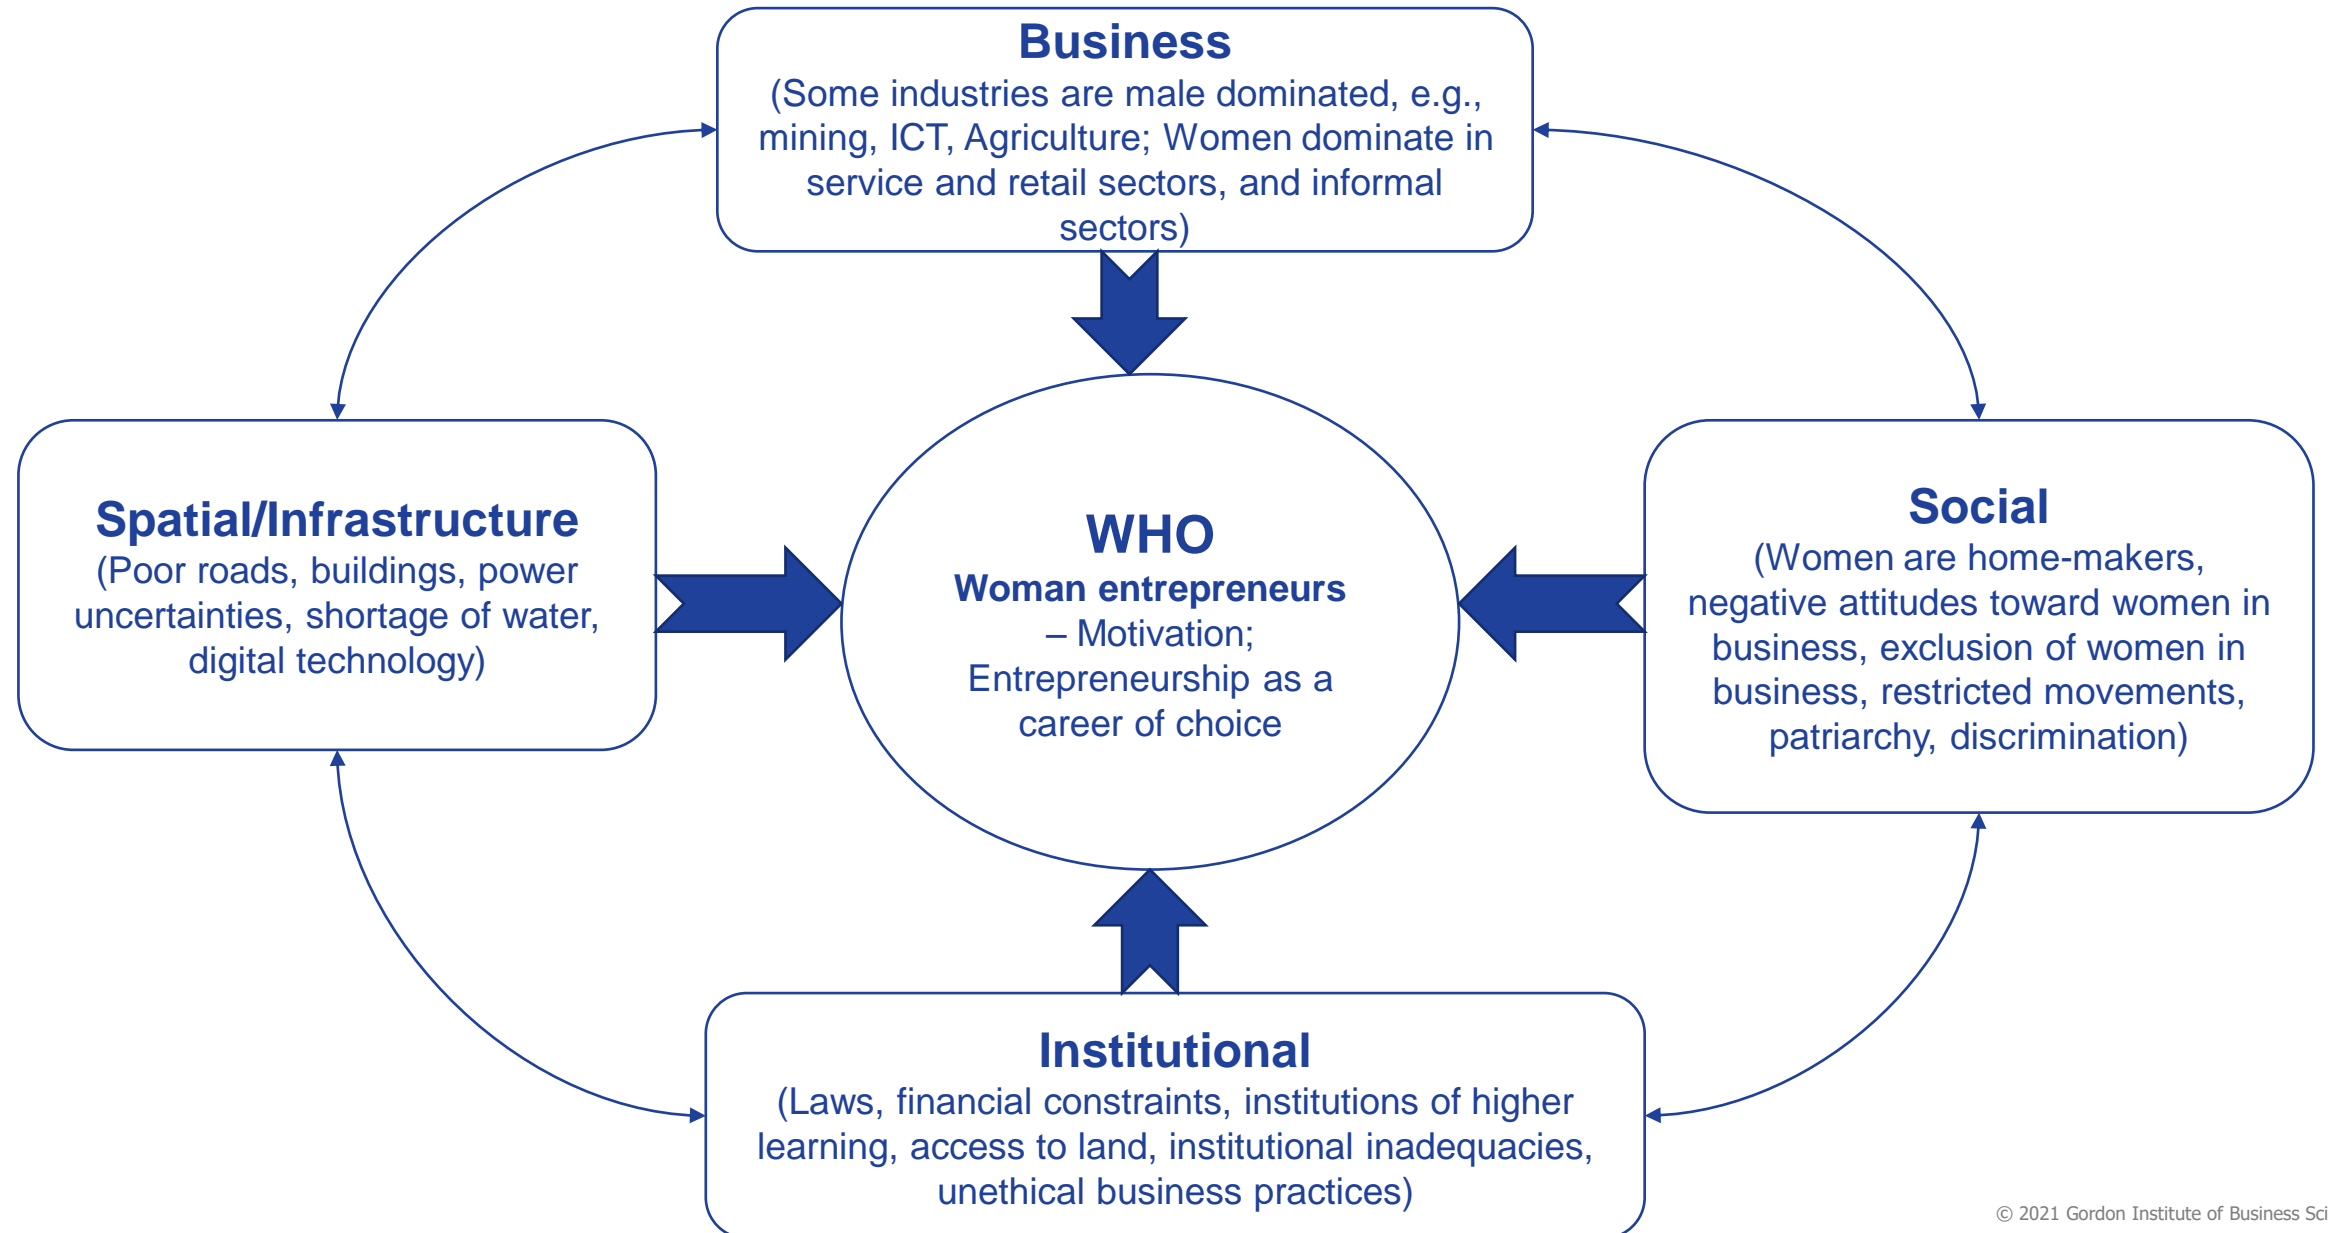 Business
(Some industries are male dominated, e.g.,
mining, ICT, Agriculture; Women dominate in
service and retail sectors, and informal
sectors)
Spatial/Infrastructure
(Poor roads, buildings, power
uncertainties, shortage of water,
digital technology)
WHO
Woman entrepreneurs
– Motivation;
Entrepreneurship as a
career of choice
Social
(Women are home-makers,
negative attitudes toward women in
business, exclusion of women in
business, restricted movements,
patriarchy, discrimination)
Institutional
(Laws, financial constraints, institutions of higher
learning, access to land, institutional inadequacies,
unethical business practices)
© 2021 Gordon Institute of Business Sci